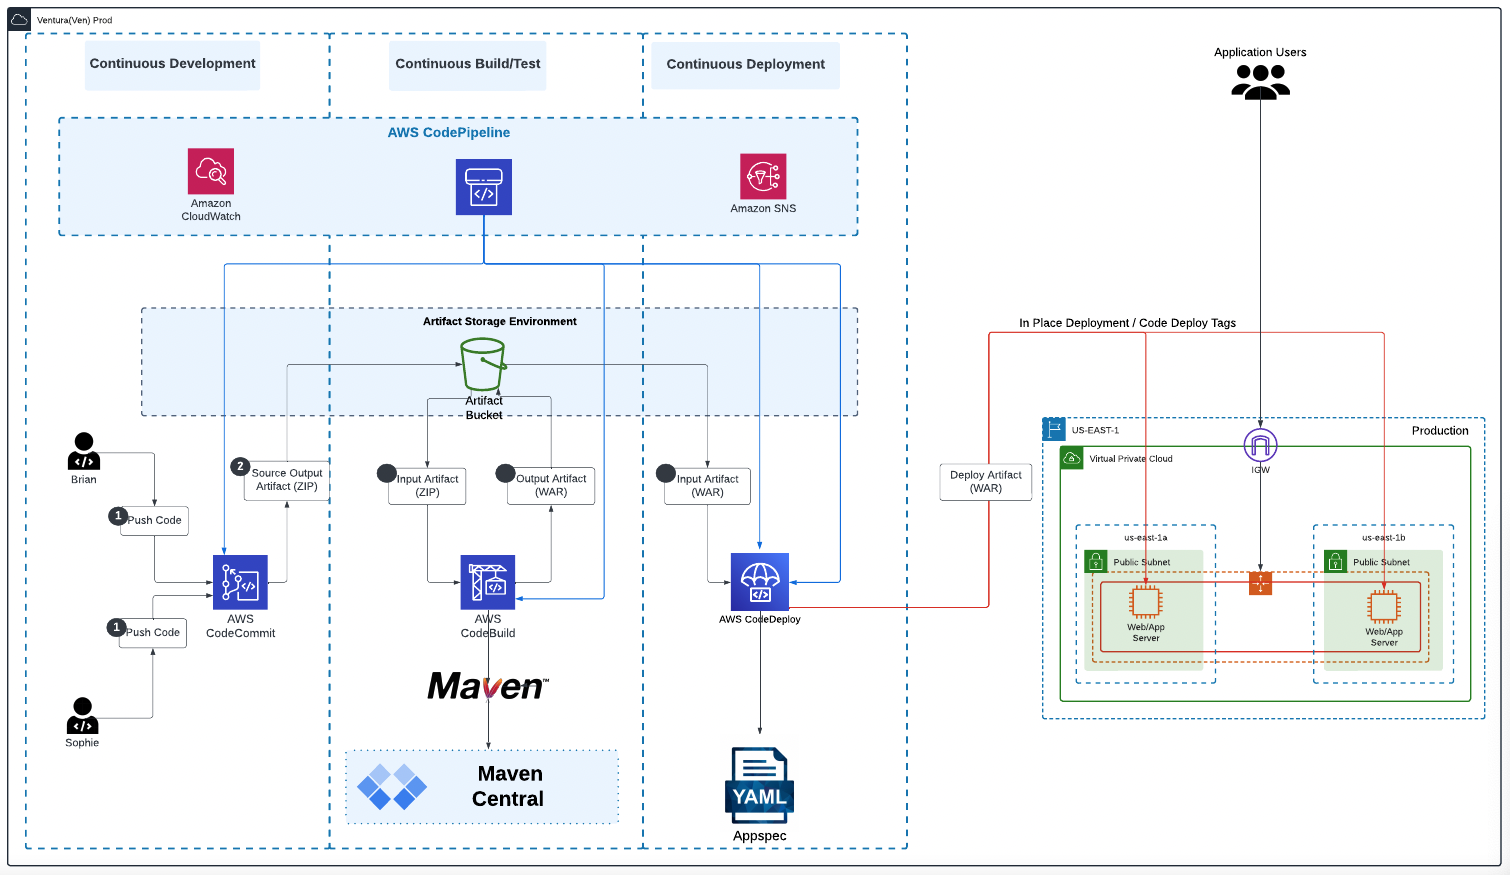 Ventura(Ven) Prod
Continuous Development
Continuous Build/Test
Continuous Deployment
Application Users
AWS CodePipeline
Amazon
CloudWatch
Amazon SNS
Artifact Storage Environment
Artifact
Bucket
In Place Deployment / Code Deploy Tags
Brian
1
Push Code
2
Source Output
Artifact (ZIP)
Input Artifact
(ZIP)
Output Artifact
(WAR)
Input Artifact
(WAR)
Deploy Artifact
(WAR)
US-EAST-1
Production
Virtual Private Cloud
IGW
us-east-1a
Public Subnet
Web/App
Server
us-east-1b
Public Subnet
Web/App
Server
AWS
CodeCommit
AWS
CodeBuild
AWS CodeDeploy
1
Push Code
Sophie
Maven™
Maven
Central
YAML
Appspec